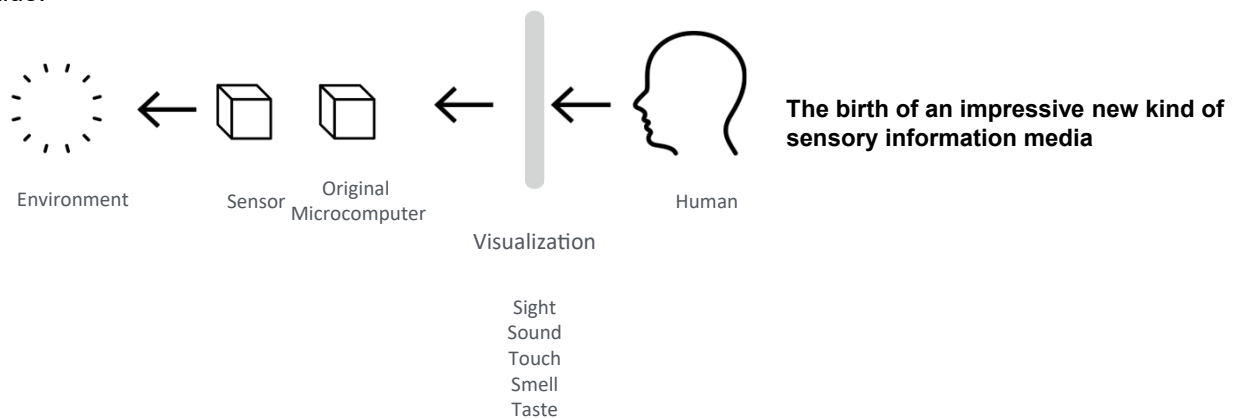 The birth of an impressive new kind of
sensory information media
Environment
Sensor
Original
Microcomputer
Human
Visualization
Sight
Sound
Touch
Smell
Taste